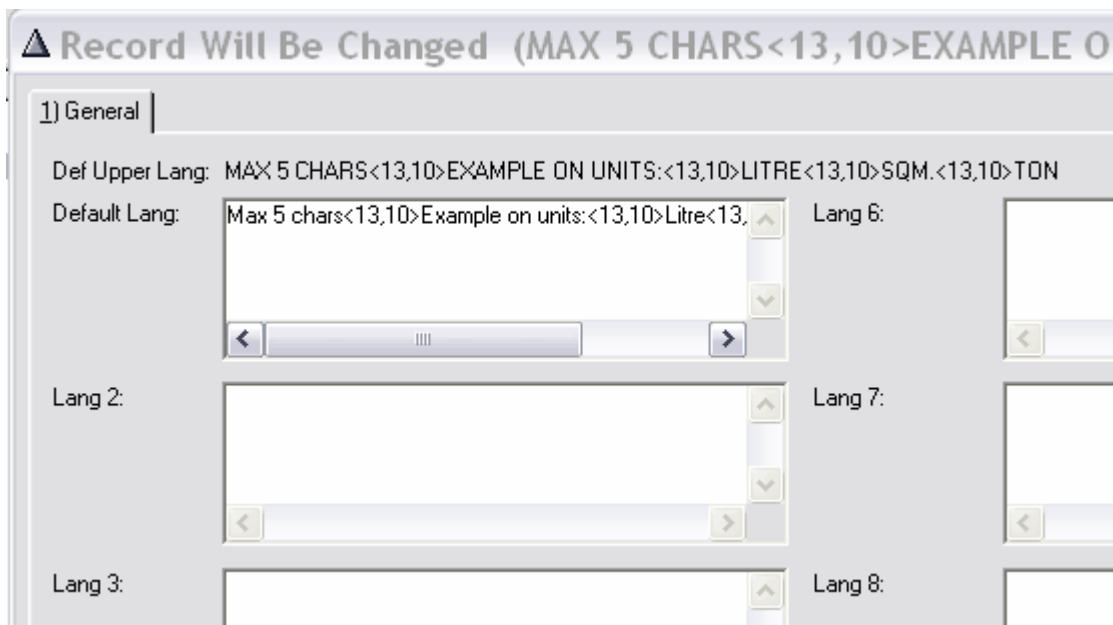 Record Will Be Changed (MAX 5 CHARS<13,10>EXAMPLE O
1) General
Def Upper Lang: MAX 5 CHARS<13,10>EXAMPLE ON UNITS:<13,10>LITRE<13,10>SQM.<13,10>TON
Default Lang: Max 5 chars<13,10>Example on units:<13,10>Litre<13, Lang 6:
Lang 2: Lang 7:
Lang 3: Lang 8: